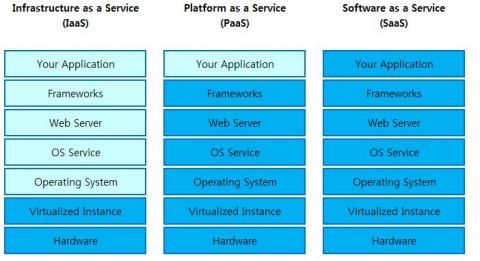 Infrastructure as a Service
(IaaS)
Your Application
Frameworks
Web Server
OS Service
Operating System
Virtualized Instance
Hardware
Platform as a Service
(PaaS)
Your Application
Frameworks
Web Server
OS Service
Operating System
Virtualized Instance
Hardware
Software as a Service
(SaaS)
Your Application
Frameworks
Web Server
OS Service
Operating System
Virtualized Instance
Hardware